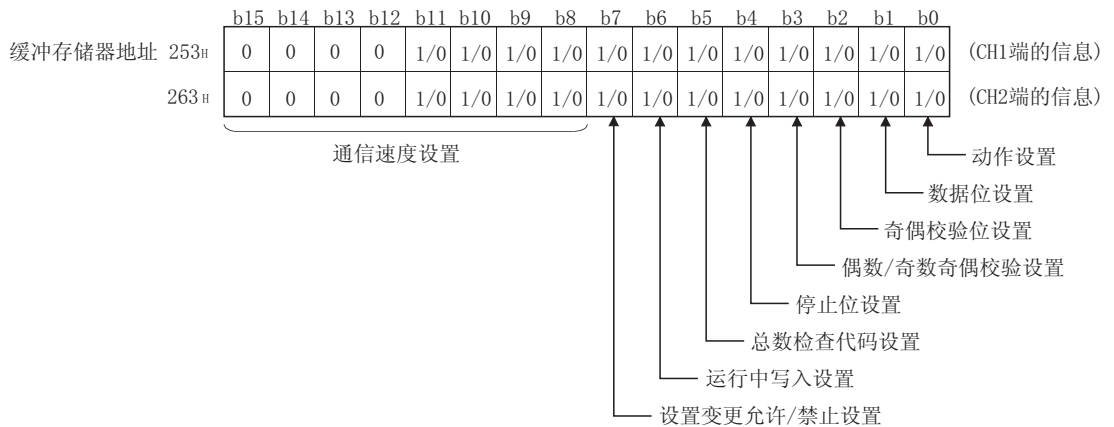 b15 b14 b13 b12 b11 b10 b9 b8 b7 b6 b5 b4 b3 b2 b1 b0
缓冲存储器地址 253H 0 0 0 0 1/0 1/0 1/0 1/0 1/0 1/0 1/0 1/0 1/0 1/0 1/0 1/0 (CH1端的信息)
263H 0 0 0 0 1/0 1/0 1/0 1/0 1/0 1/0 1/0 1/0 1/0 1/0 1/0 1/0 (CH2端的信息)
通信速度设置
动作设置
数据位设置
奇偶校验位设置
偶数/奇数奇偶校验设置
停止位设置
总数检查代码设置
运行中写入设置
设置变更允许/禁止设置